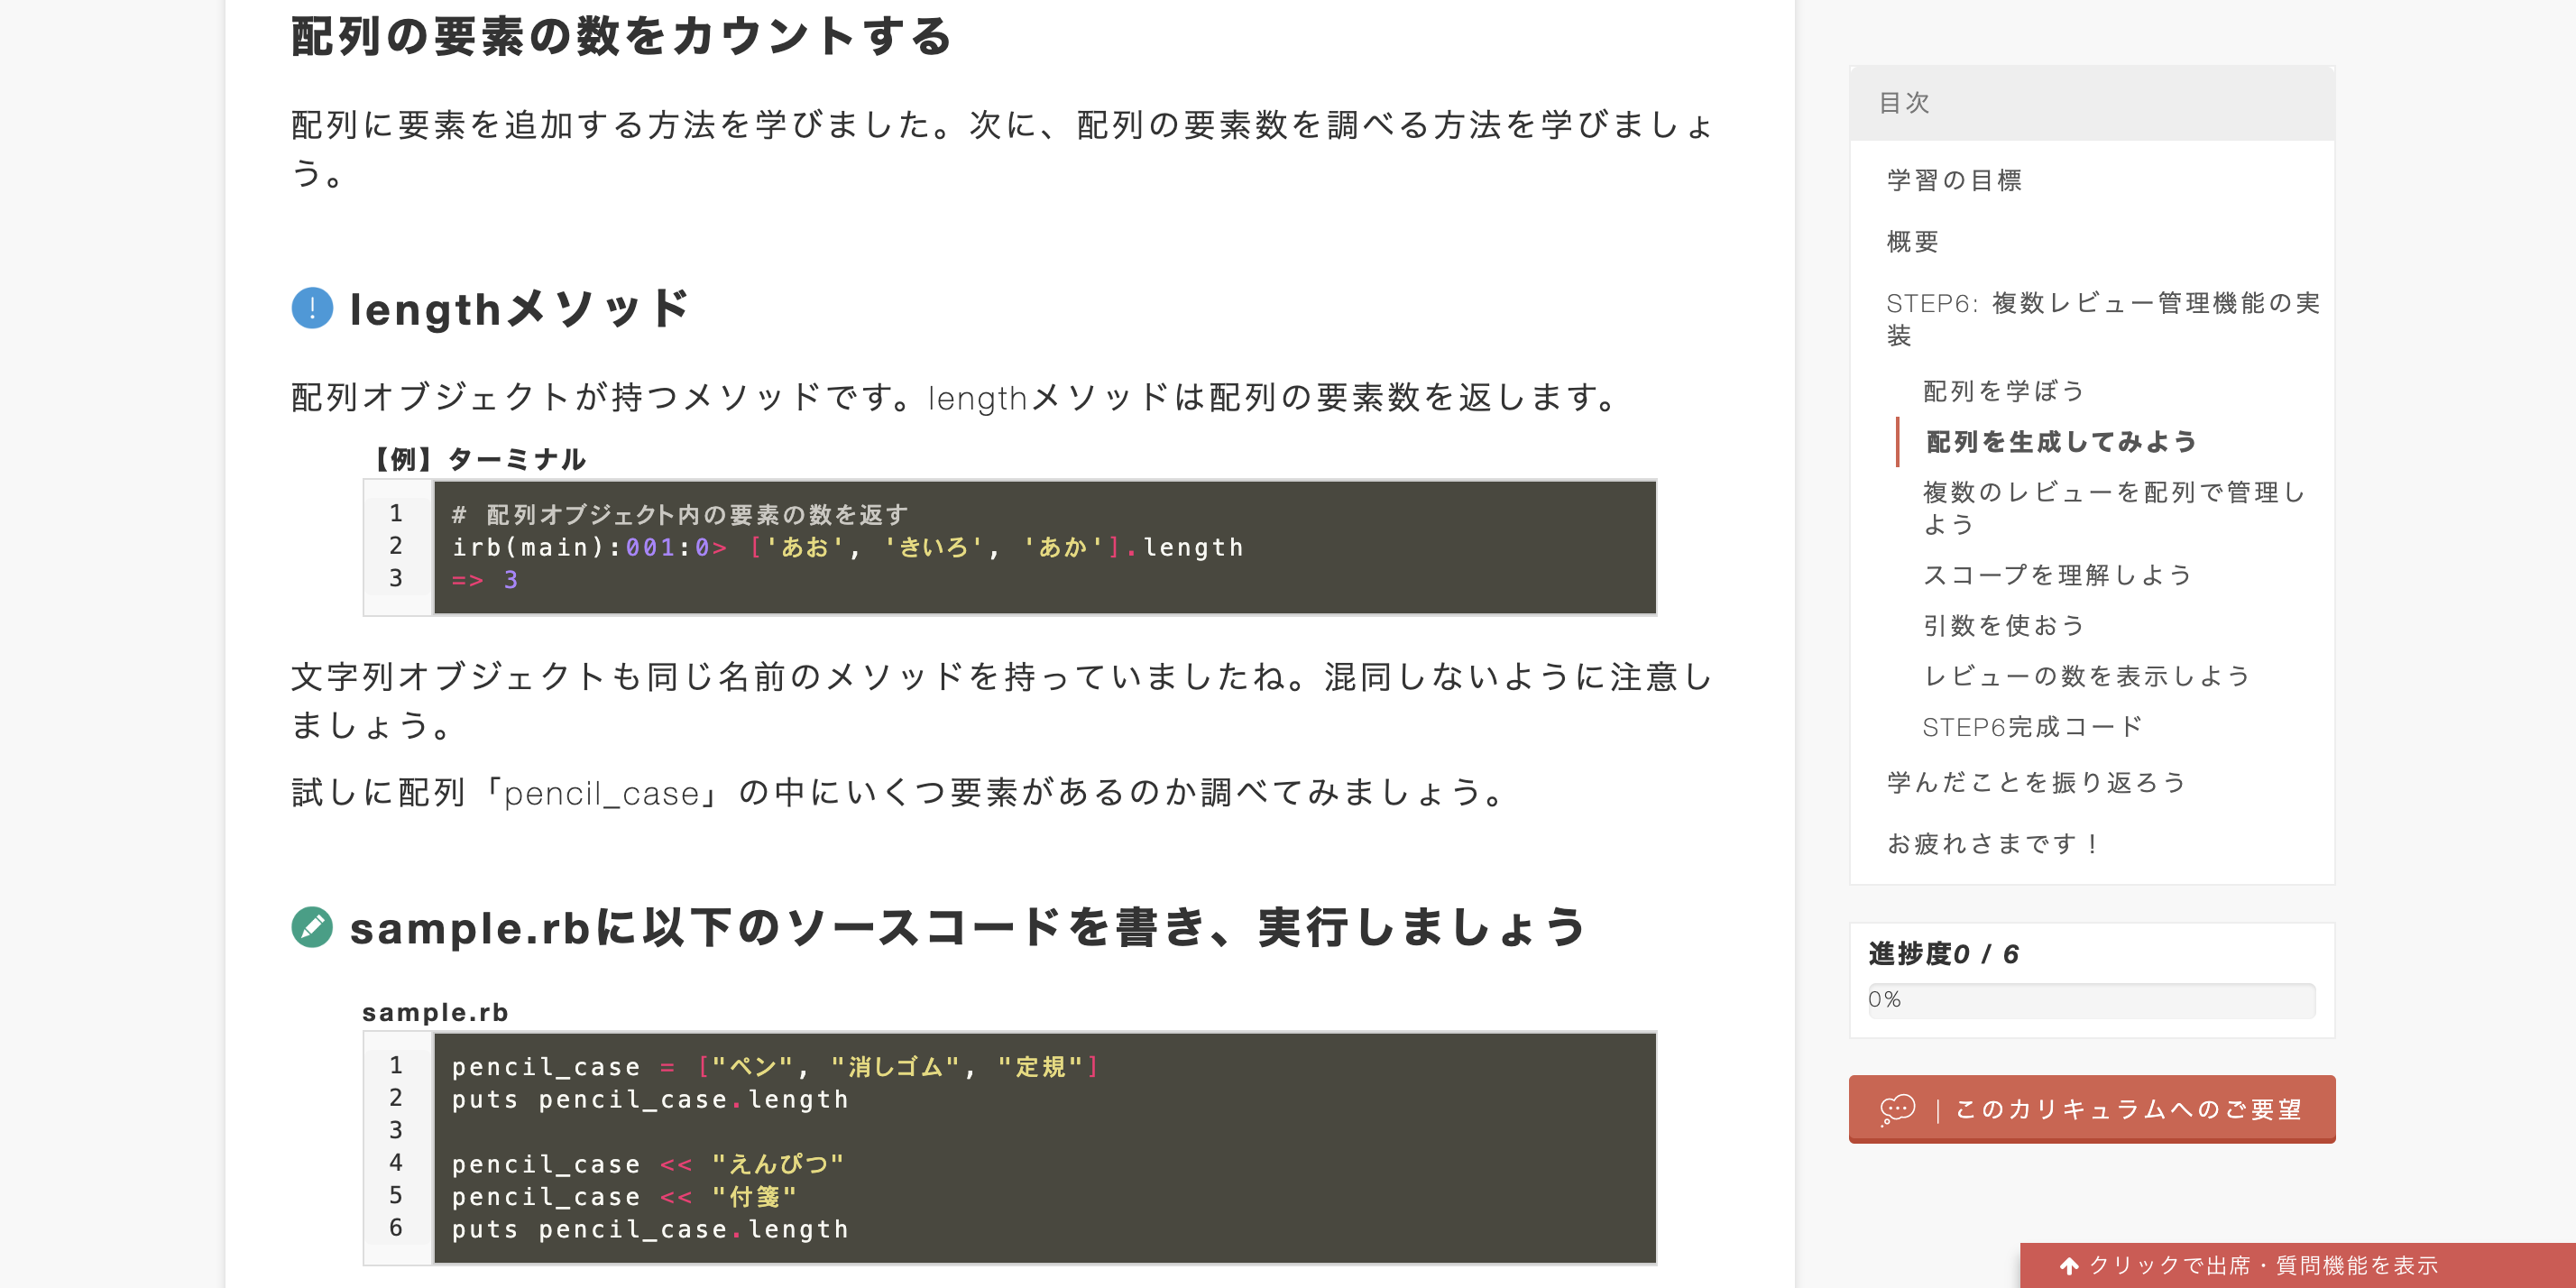 配列の要素の数をカウントする
配列に要素を追加する方法を学びました。次に、配列の要素数を調べる方法を学びましょ
う。
! lengthメソッド
配列オブジェクトが持つメソッドです。lengthメソッドは配列の要素数を返します。
【例】ターミナル
1 # 配列オブジェクト内の要素の数を返す
2 irb(main):001:0> ['あお', 'きいろ', 'あか'].length
3 => 3
文字列オブジェクトも同じ名前のメソッドを持っていましたね。混同しないように注意し
ましょう。
試しに配列「pencil_case」の中にいくつ要素があるのか調べてみましょう。
sample.rbに以下のソースコードを書き、実行しましょう
sample.rb
1 pencil_case = ["ペン", "消しゴム", "定規"]
2 puts pencil_case.length
3
4 pencil_case << "えんぴつ"
5 pencil_case << "付箋"
6 puts pencil_case.length
目次
学習の目標
概要
STEP6: 複数レビュー管理機能の実
装
配列を学ぼう
配列を生成してみよう
複数のレビューを配列で管理し
よう
スコープを理解しよう
引数を使おう
レビューの数を表示しよう
STEP6完成コード
学んだことを振り返ろう
お疲れさまです！
進捗度0 / 6
0%
| このカリキュラムへのご要望
クリックで出席・質問機能を表示